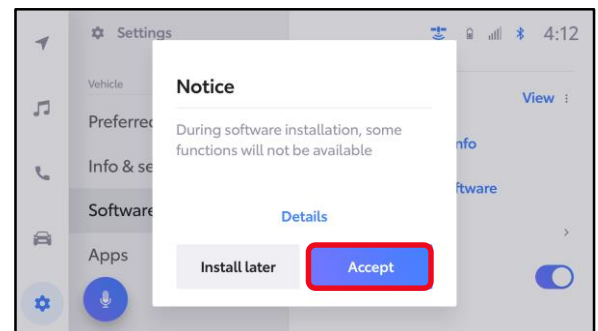 Settings
4:12
Vehicle
Notice
View
Preferred
During software installation, some
functions will not be available
nfo
Info & se
Software
ftware
Details
Apps
Install later
Accept